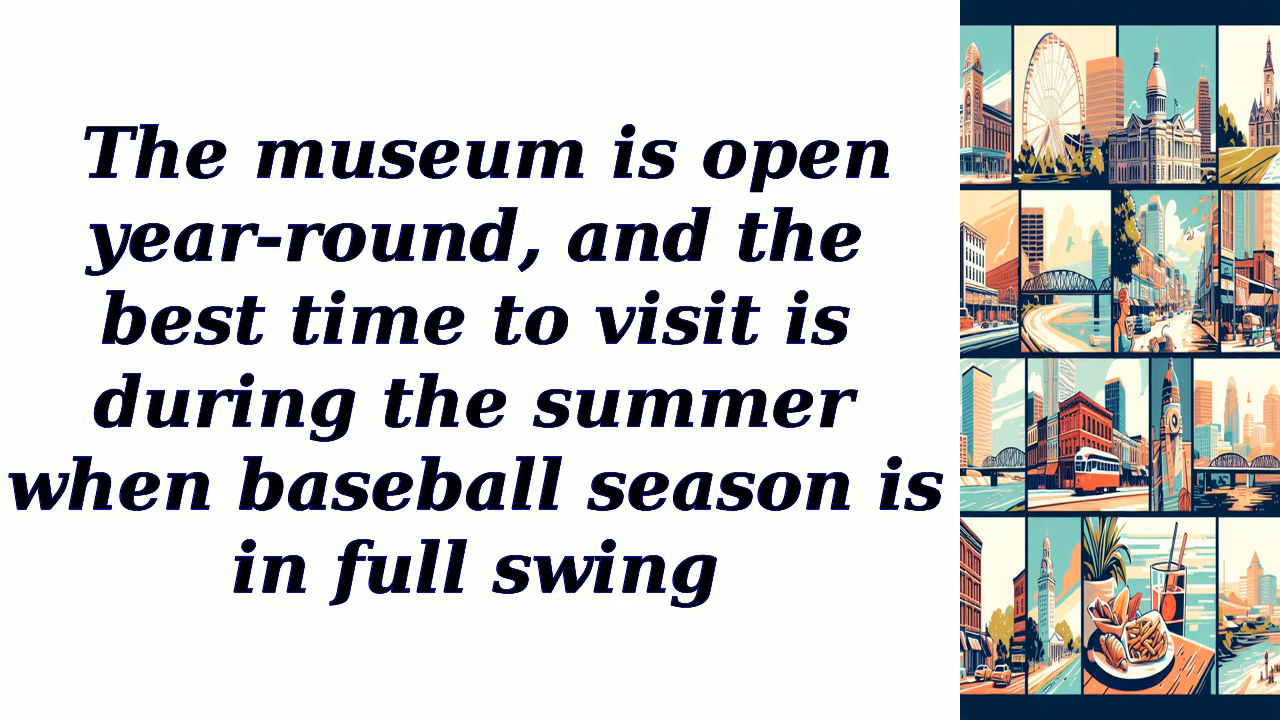 The museum is open
year-round, and the
best time to visit is
during the summer
when baseball season is
in full swing